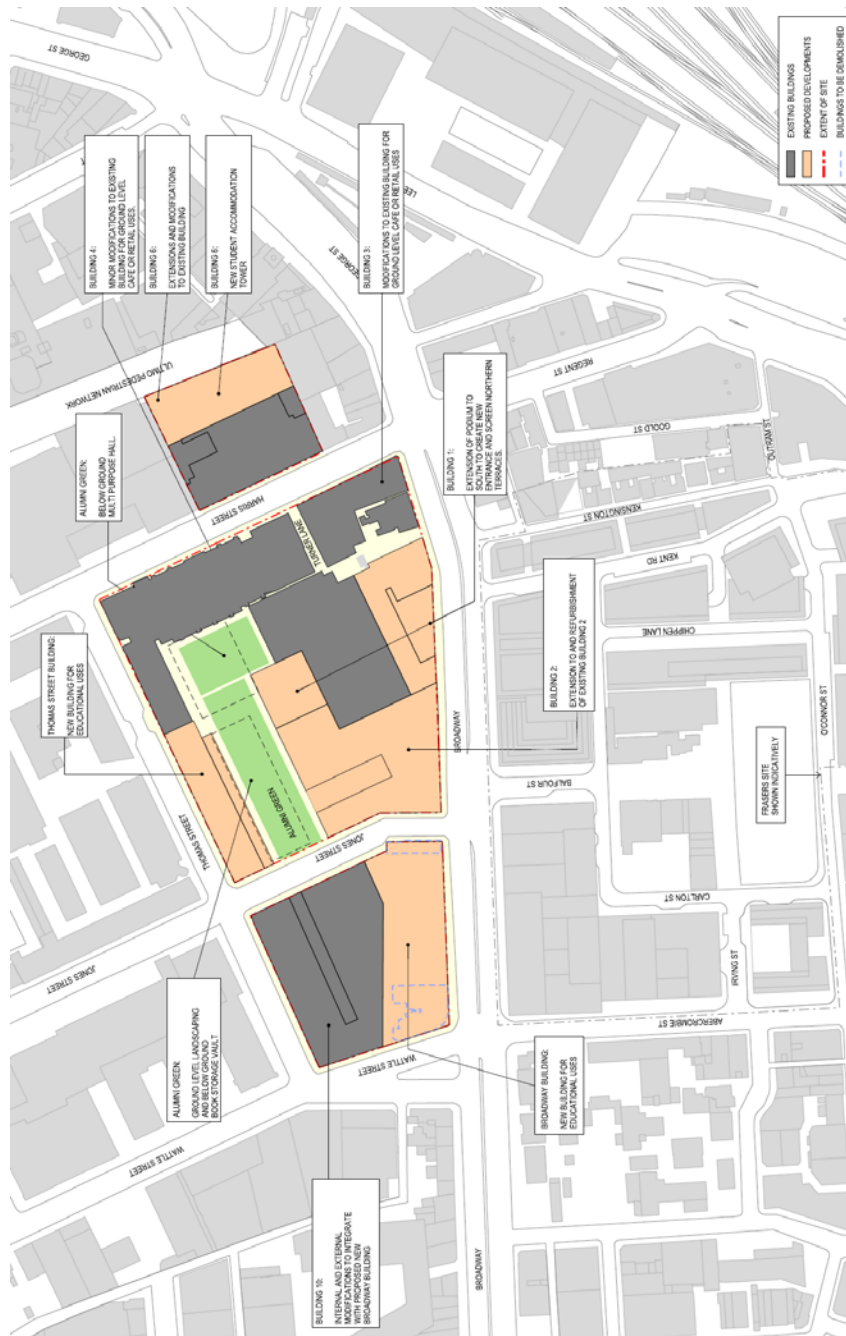 GEORGE ST
BUILDING 4:
MINOR MODIFICATIONS TO EXISTING
BUILDING FOR GROUND LEVEL
CAFE OR RETAIL USES.
BUILDING 6:
EXTENSIONS AND MODIFICATIONS
TO EXISTING BUILDING
BUILDING 6:
NEW STUDENT ACCOMMODATION
TOWER
BUILDING 3:
MODIFICATIONS TO EXISTING BUILDING FOR
GROUND LEVEL CAFE OR RETAIL USES
EXISTING BUILDINGS
PROPOSED DEVELOPMENTS
EXTENT OF SITE
BUILDINGS TO BE DEMOLISHED
GEORGE ST
ULTIMO PEDESTRIAN NETWORK
REGENT ST
ALUMNI GREEN:
BELOW GROUND
MULTI PURPOSE HALL.
BUILDING 1:
EXTENSION OF PODIUM TO
SOUTH TO CREATE NEW
ENTRANCE AND SCREEN NORTHERN
TERRACES.
GOOLD ST
OUTRAM ST
HARRIS STREET
TURNER LANE
KENSINGTON ST
KENT RD
CHIPPEN LANE
THOMAS STREET BUILDING:
NEW BUILDING FOR
EDUCATIONAL USES
BUILDING 2:
EXTENSION TO AND REFURBISHMENT
OF EXISTING BUILDING 2
BROADWAY
O'CONNOR ST
BALFOUR ST
FRASERS SITE
SHOWN INDICATIVELY
THOMAS STREET
ALUMNI GREEN
JONES STREET
CARLTON ST
JONES STREET
IRVING ST
ABERCROMBIE ST
ALUMNI GREEN:
GROUND LEVEL LANDSCAPING
AND BELOW GROUND
BOOK STORAGE VAULT
WATTLE STREET
BROADWAY BUILDING:
NEW BUILDING FOR
EDUCATIONAL USES
WATTLE STREET
BUILDING 10:
INTERNAL AND EXTERNAL
MODIFICATIONS TO INTEGRATE
WITH PROPOSED NEW
BROADWAY BUILDING
BROADWAY